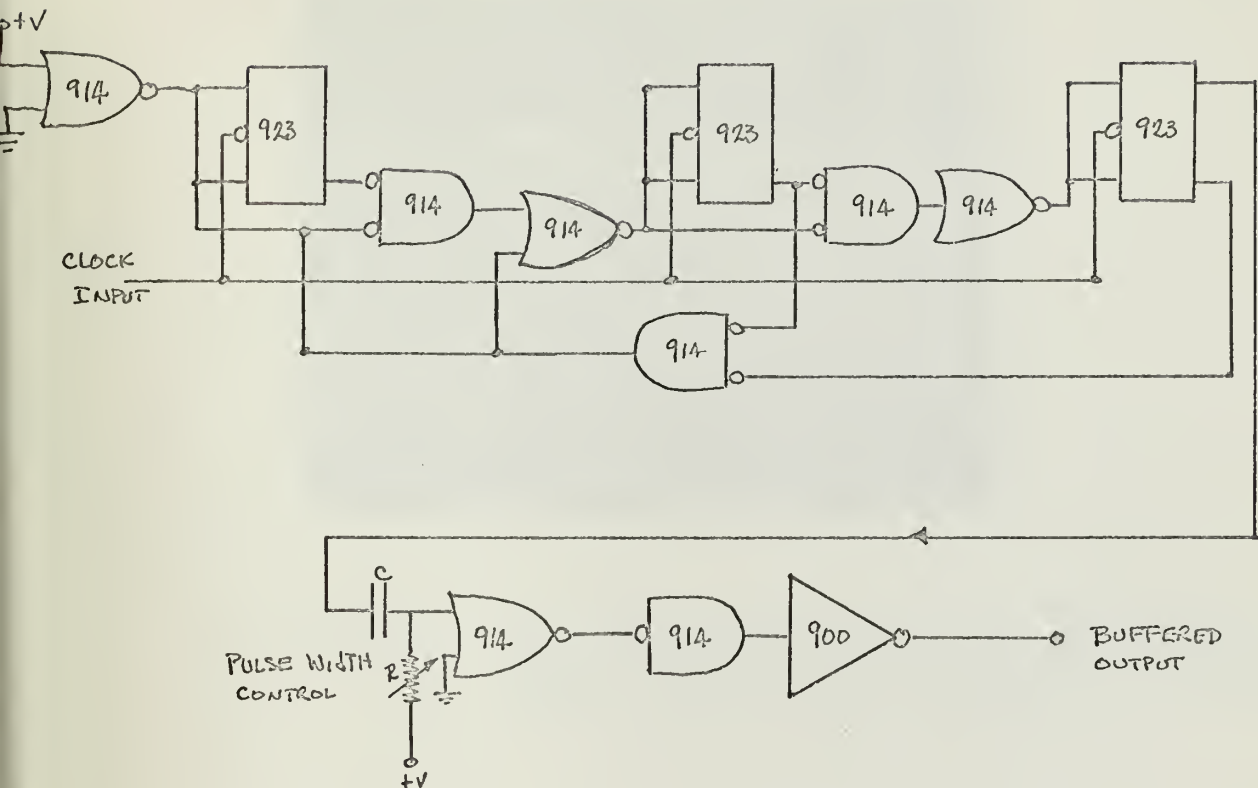 +V
914
923
914
914
923
914
914
923
CLOCK
INPUT
914
C
914
914
900
BUFFERED
OUTPUT
PULSE WIDTH
CONTROL
R
+V